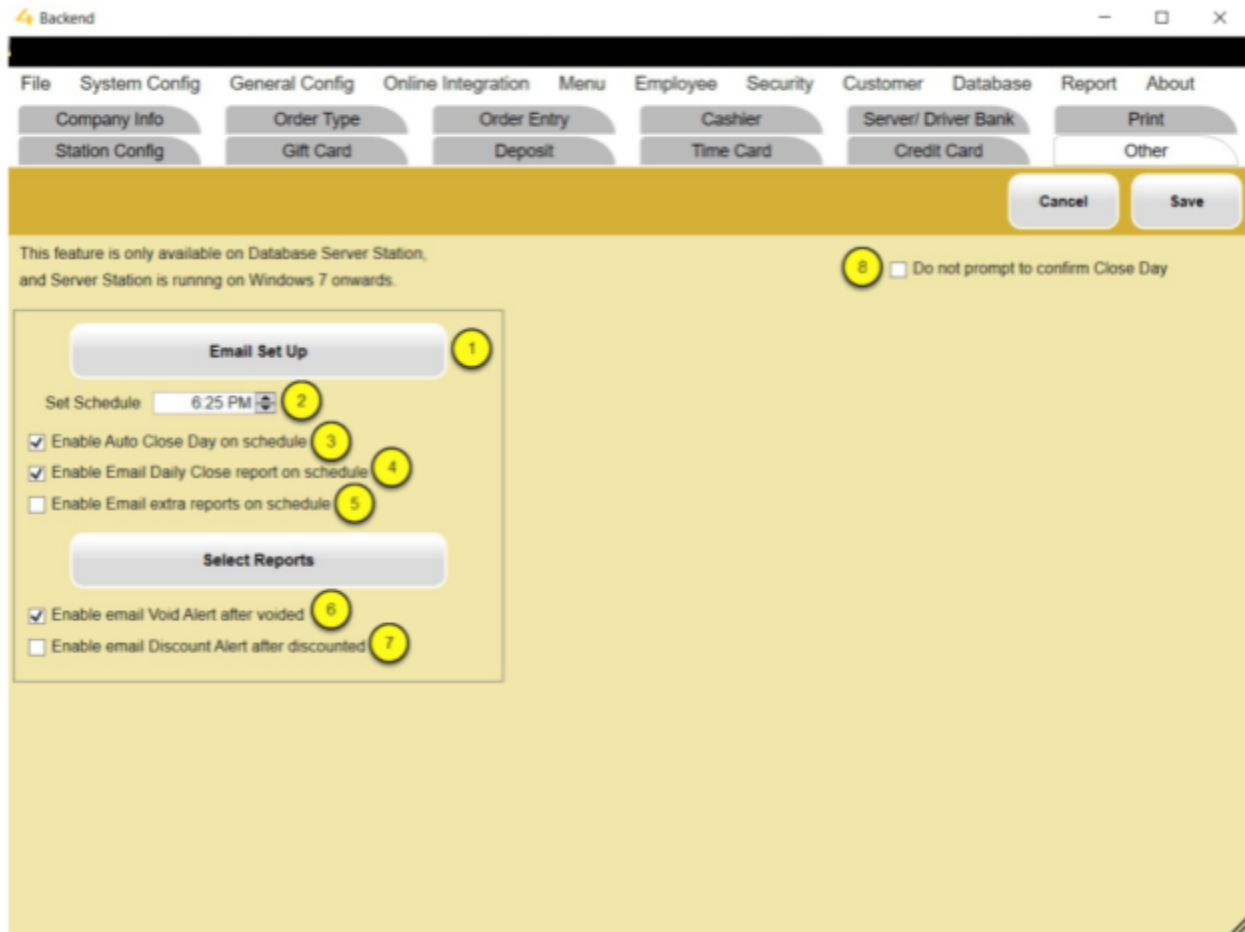 Backend
File System Config General Config Online Integration Menu Employee Security Customer Database Report About
Company Info Order Type Order Entry Cashier Server/ Driver Bank Print
Station Config Gift Card Deposit Time Card Credit Card Other
Cancel Save
This feature is only available on Database Server Station,
and Server Station is runnng on Windows 7 onwards.
8 Do not prompt to confirm Close Day
Email Set Up 1
Set Schedule 6:25 PM 2
Enable Auto Close Day on schedule 3
Enable Email Daily Close report on schedule 4
Enable Email extra reports on schedule 5
Select Reports
Enable email Void Alert after voided 6
Enable email Discount Alert after discounted 7